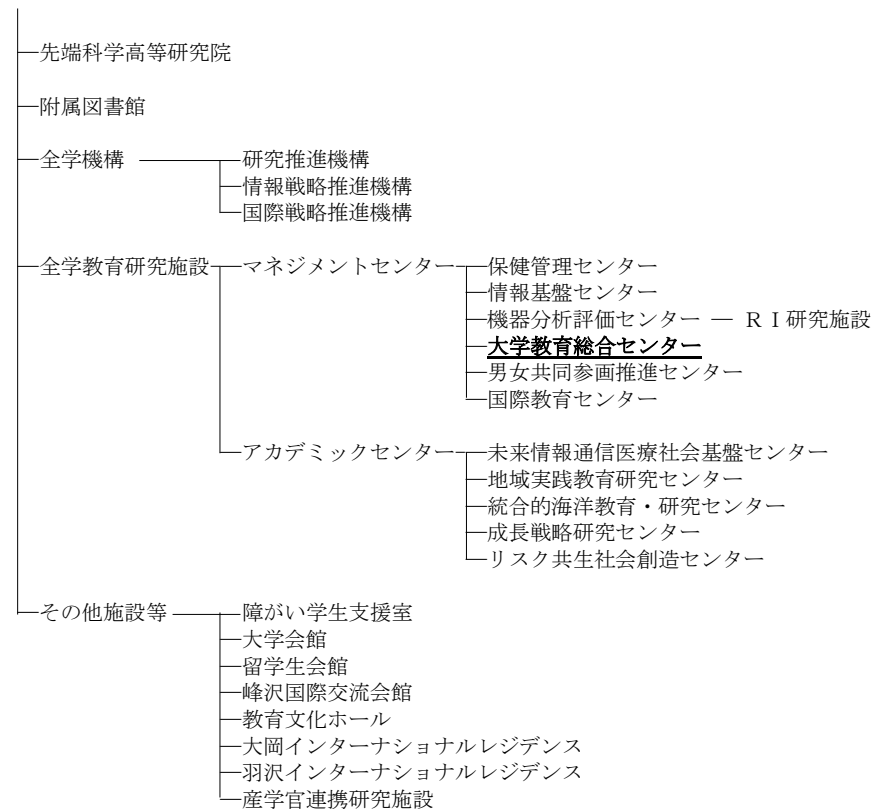 先端科学高等研究院
附属図書館
全学機構 研究推進機構
情報戦略推進機構
国際戦略推進機構
全学教育研究施設 マネジメントセンター 保健管理センター
情報基盤センター
機器分析評価センター ― ＲＩ研究施設
大学教育総合センター
男女共同参画推進センター
国際教育センター
アカデミックセンター 未来情報通信医療社会基盤センター
地域実践教育研究センター
統合的海洋教育・研究センター
成長戦略研究センター
リスク共生社会創造センター
その他施設等 障がい学生支援室
大学会館
留学生会館
峰沢国際交流会館
教育文化ホール
大岡インターナショナルレジデンス
羽沢インターナショナルレジデンス
産学官連携研究施設